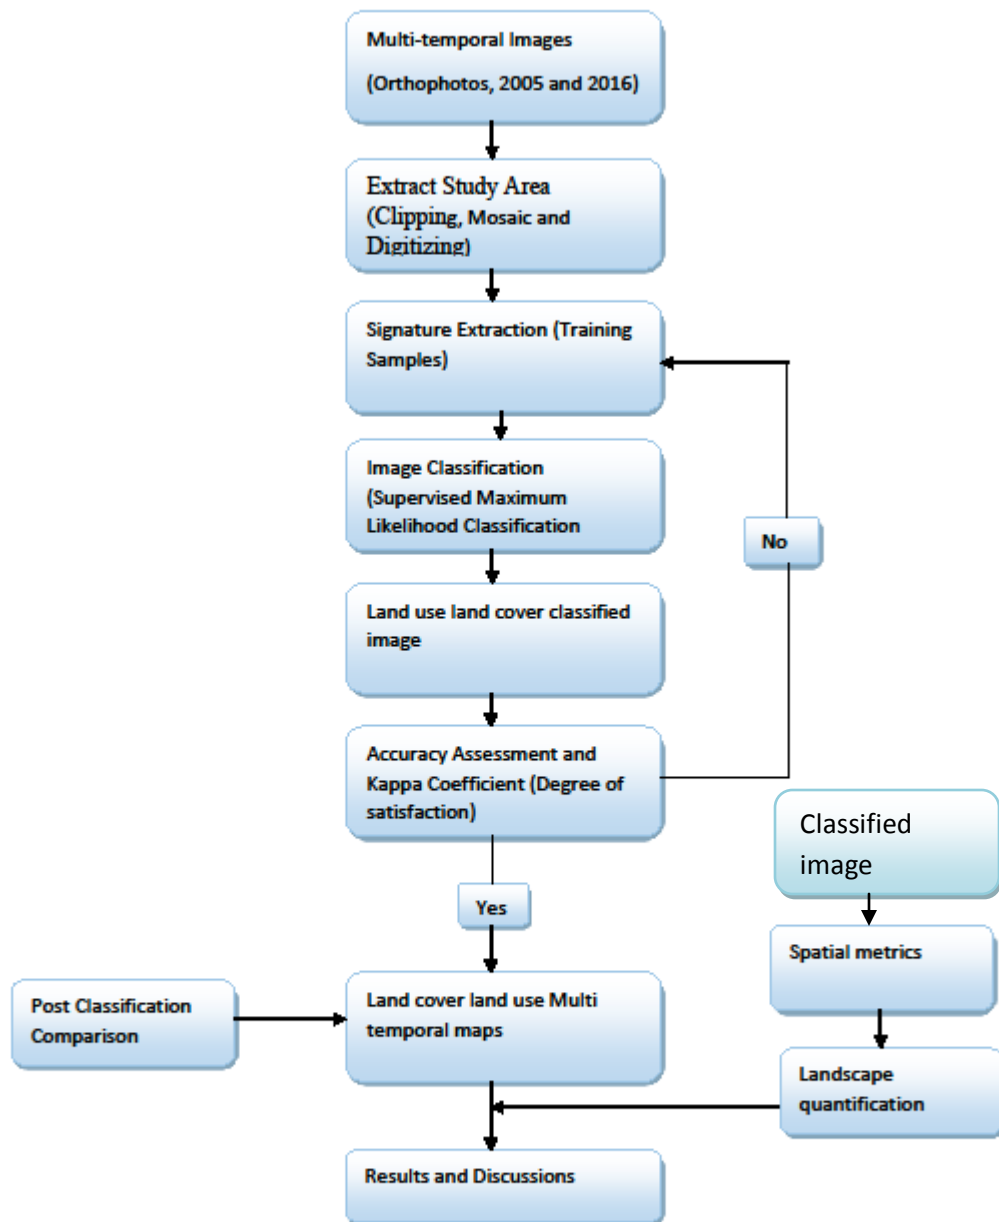 Multi-temporal Images
(Orthophotos, 2005 and 2016)
Extract Study Area
(Clipping, Mosaic and
Digitizing)
Signature Extraction (Training
Samples)
Image Classification
(Supervised Maximum
Likelihood Classification
No
Land use land cover classified
image
Accuracy Assessment and
Kappa Coefficient (Degree of
satisfaction)
Classified
image
Yes
Spatial metrics
Post Classification
Comparison
Land cover land use Multi
temporal maps
Landscape
quantification
Results and Discussions